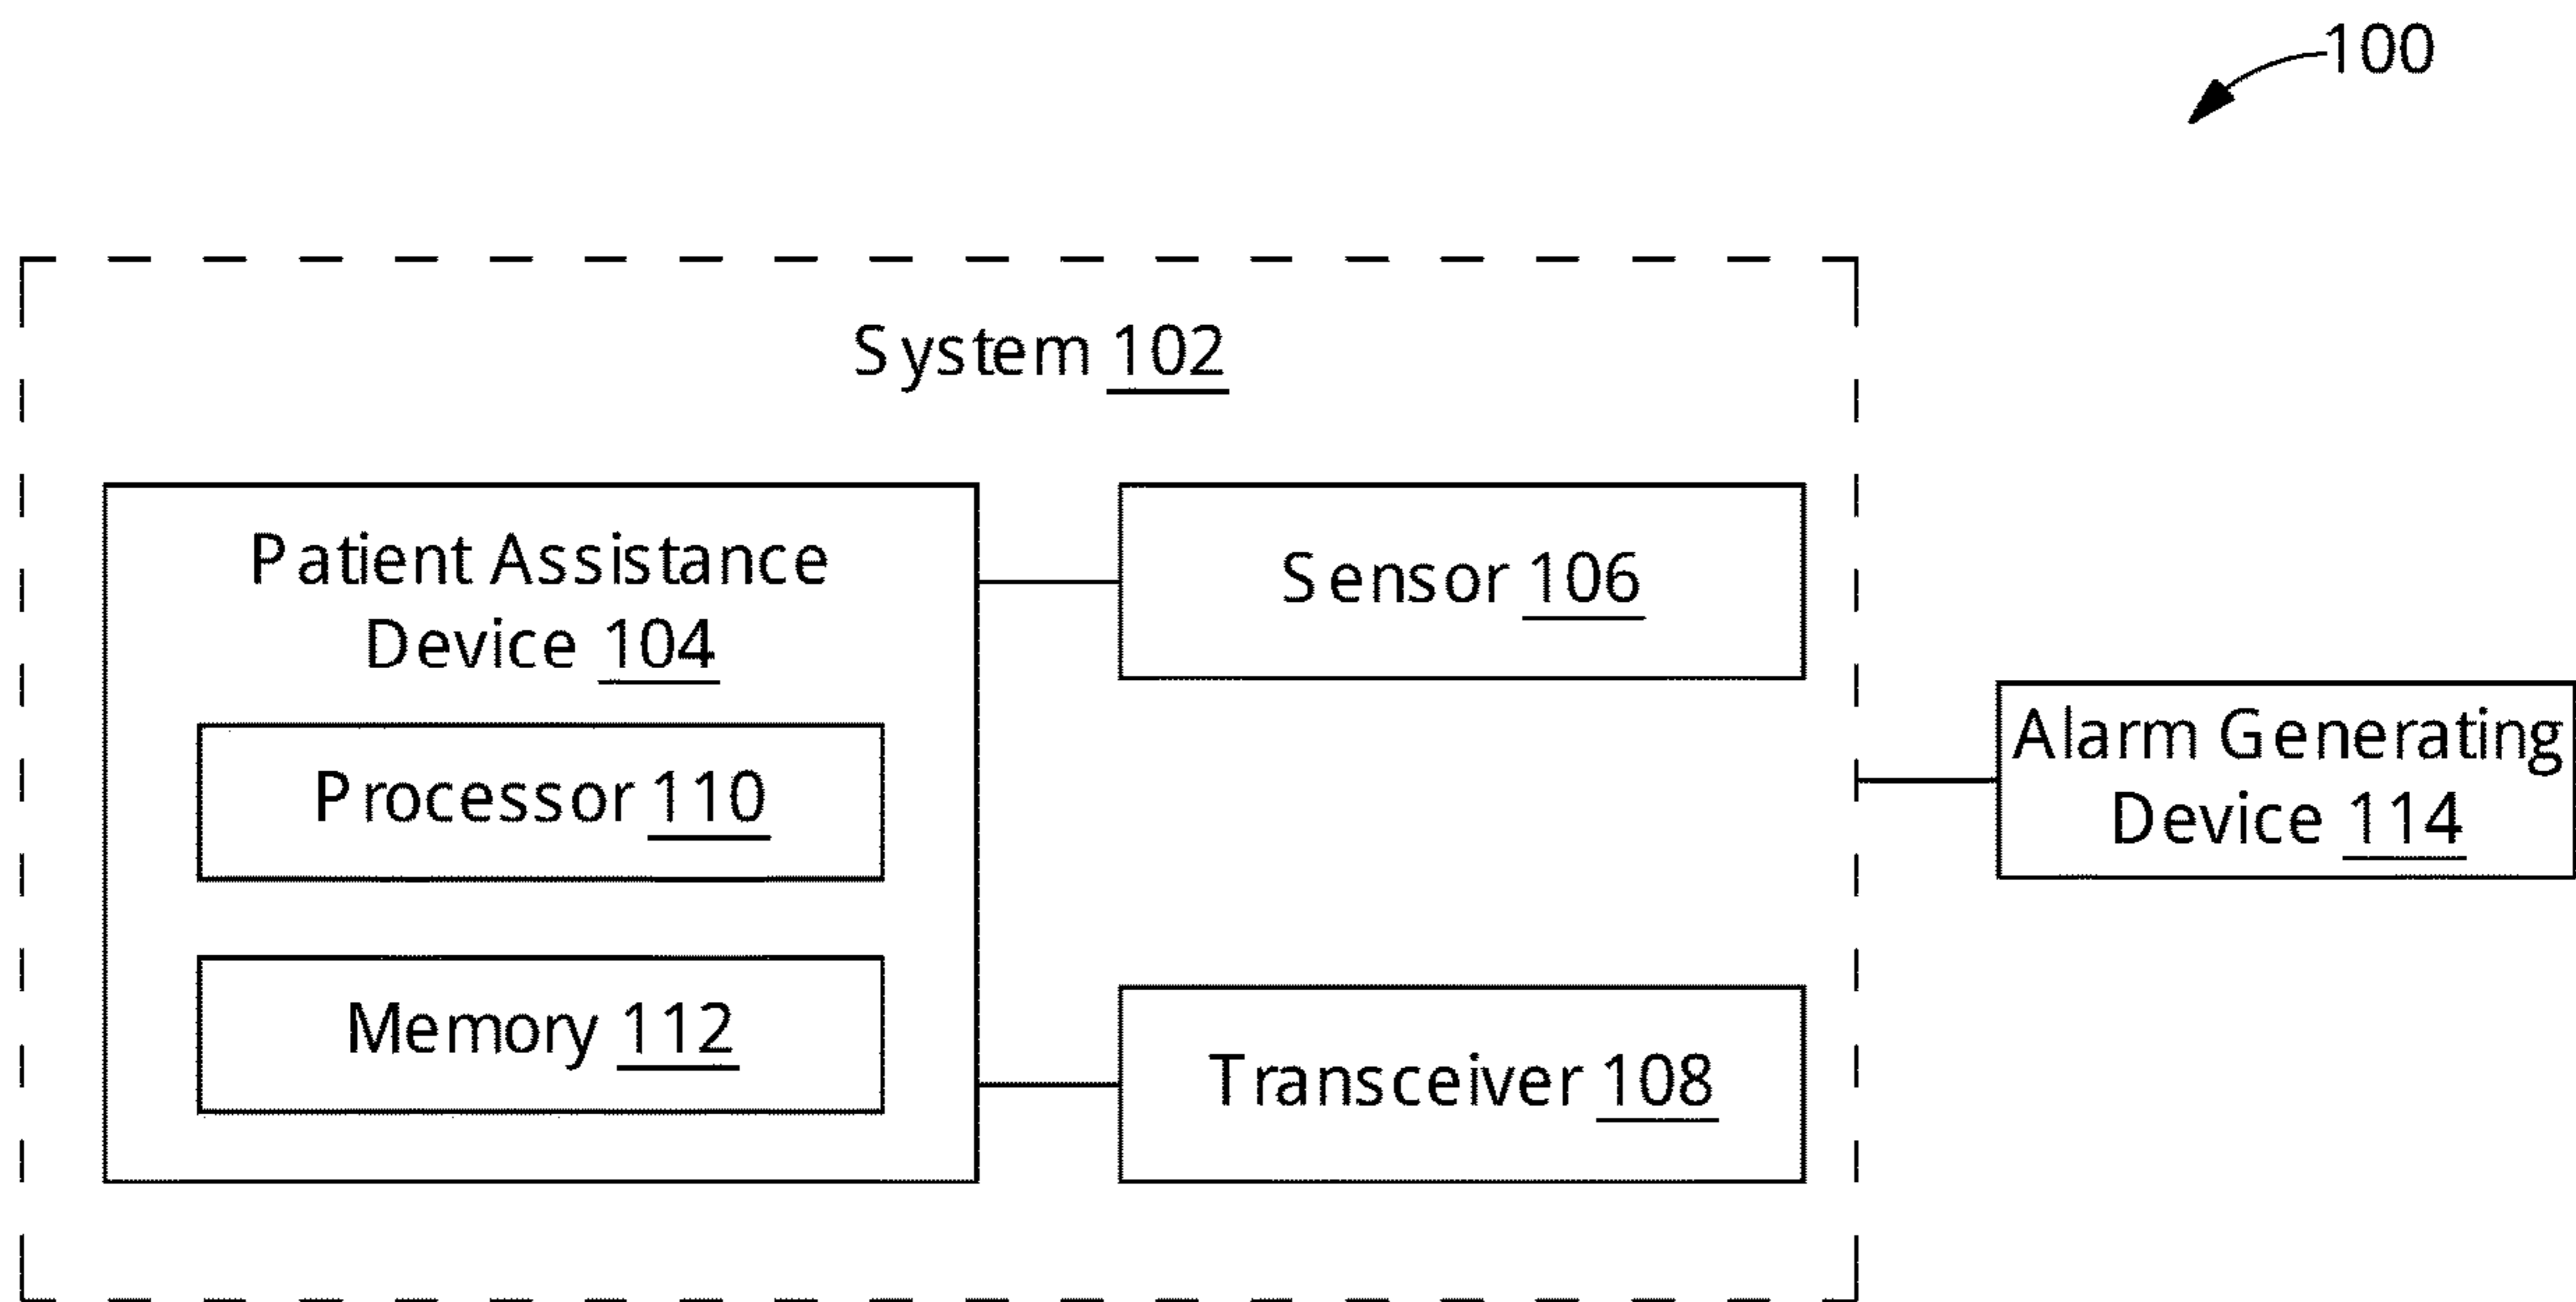 100
System 102
Patient Assistance
Device 104
Sensor 106
Processor 110
Alarm Generating
Device 114
Memory 112
Transceiver 108